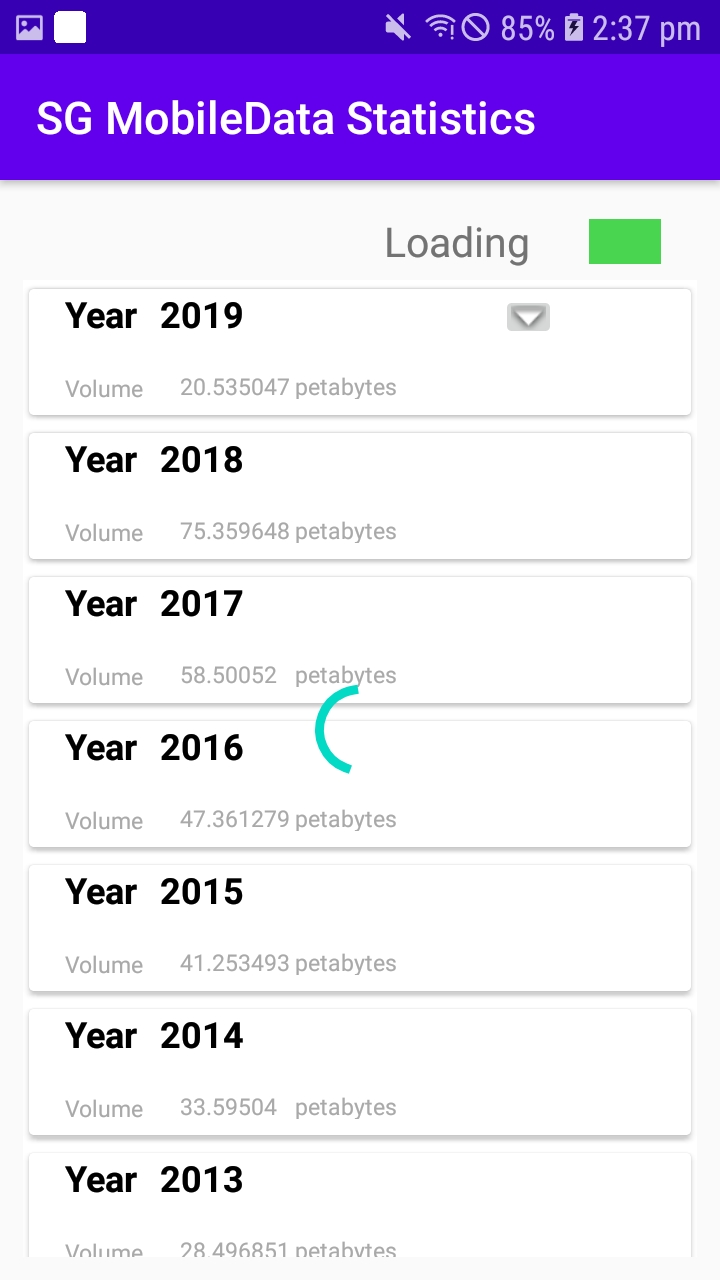 85% 2:37 pm
SG MobileData Statistics
Loading
Year 2019
Volume 20.535047 petabytes
Year 2018
Volume 75.359648 petabytes
Year 2017
Volume 58.50052 petabytes
Year 2016
Volume 47.361279 petabytes
Year 2015
Volume 41.253493 petabytes
Year 2014
Volume 33.59504 petabytes
Year 2013
Volume 28.496851 petabytes